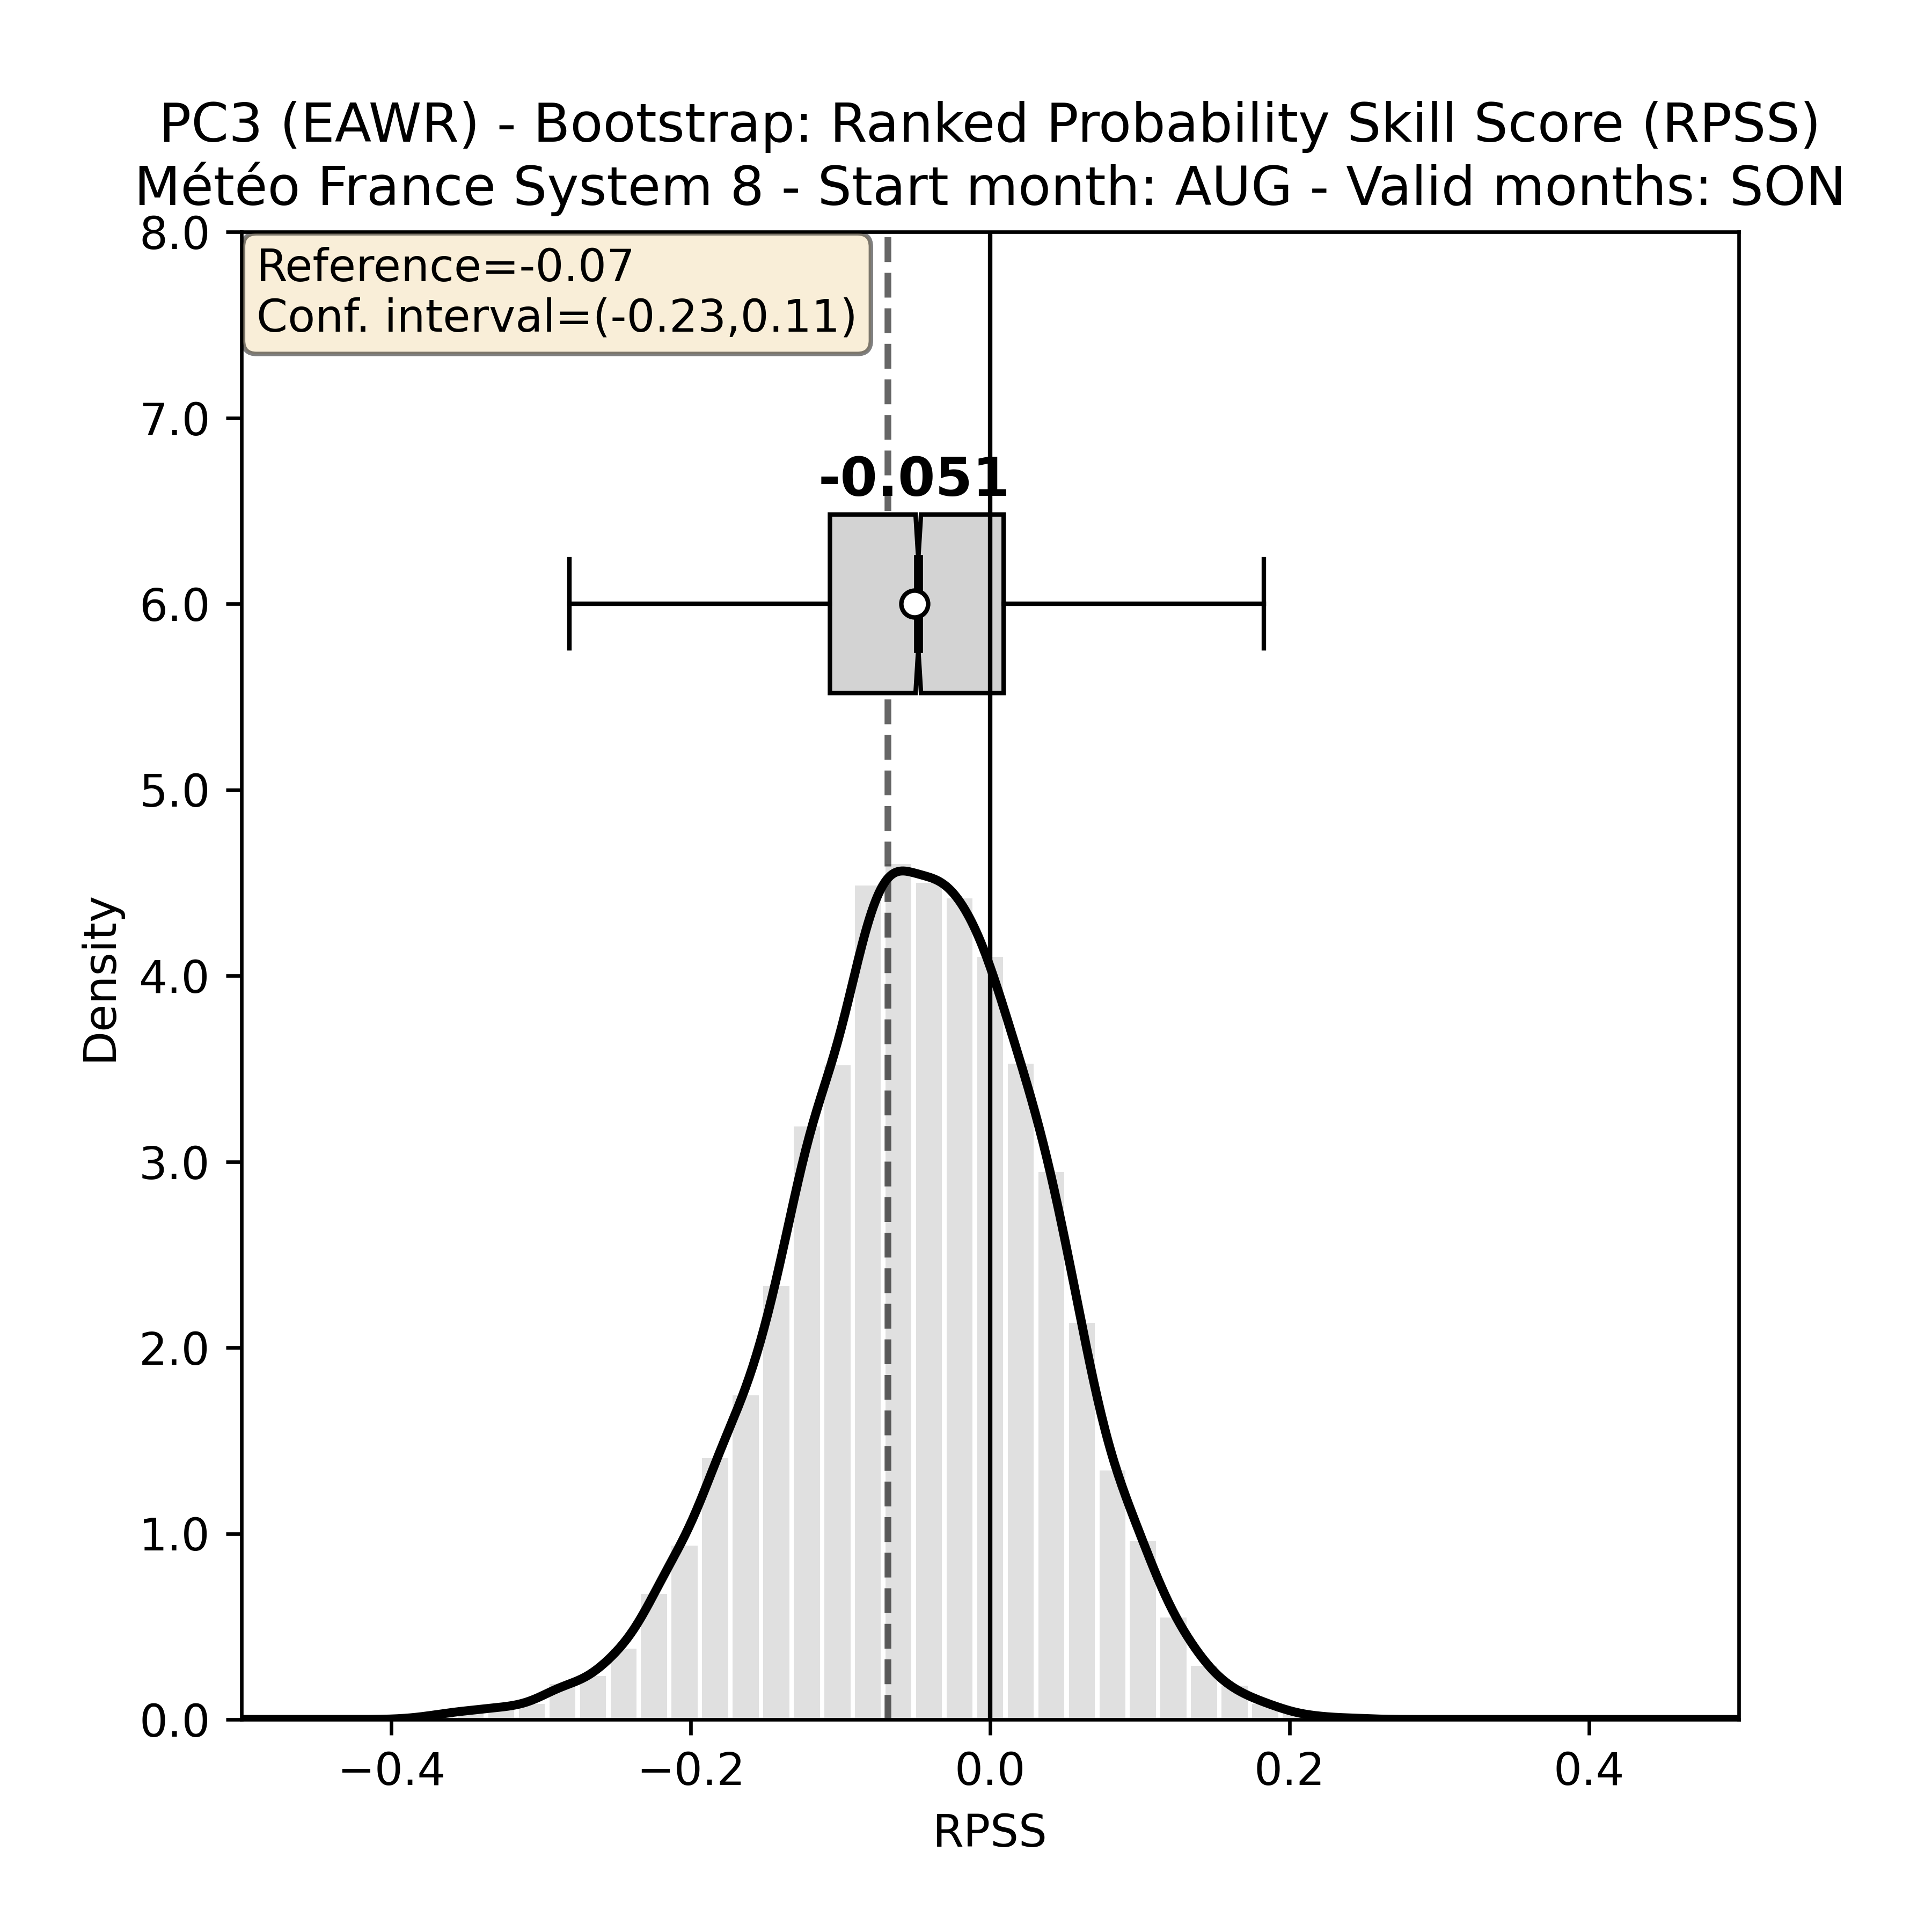 PC3 (EAWR) - Bootstrap: Ranked Probability Skill Score (RPSS)
Météo France System 8 - Start month: AUG - Valid months: SON
8.0
Reference=-0.07
Conf. interval=(-0.23,0.11)
7.0
-0.051
6.0
5.0
4.0
3.0
2.0
1.0
0.0
Density
−0.4 −0.2 0.0 0.2 0.4
RPSS